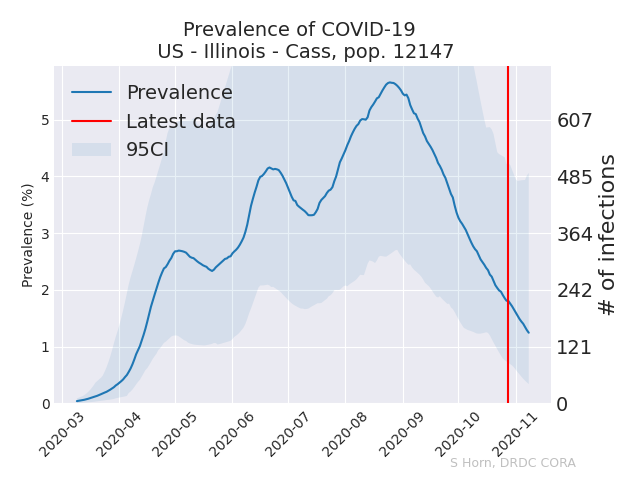 Prevalence of COVID-19
US - Illinois - Cass, pop. 12147
Prevalence
Latest data
95CI
Prevalence (%)
5
4
3
2
1
0
607
485
364
242
121
0
# of infections
2020-03
2020-04
2020-05
2020-06
2020-07
2020-08
2020-09
2020-10
2020-11
S Horn, DRDC CORA